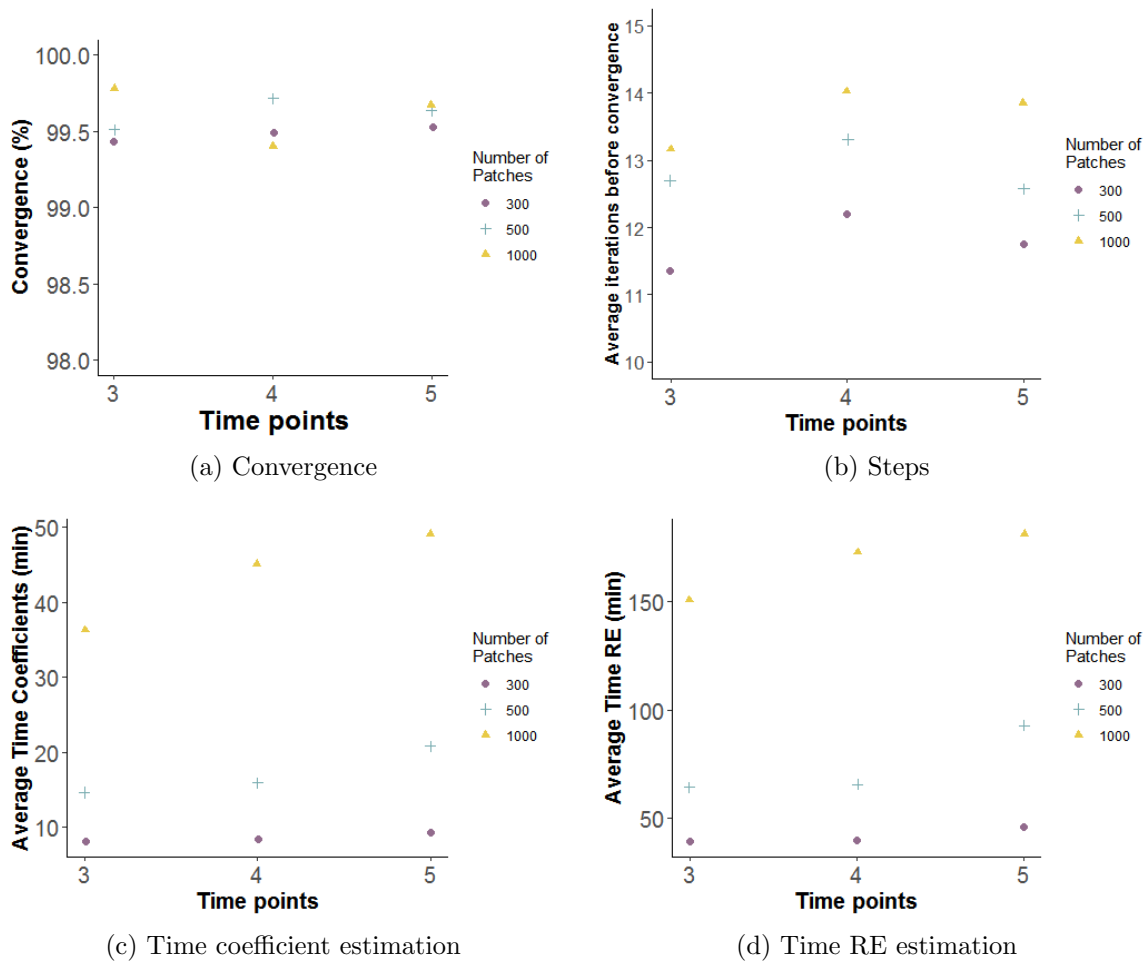 Convergence (%)
100.0
99.5
99.0
98.5
98.0
3
4
5
Time points
Number of
Patches
300
500
1000
(a) Convergence
Average iterations before convergence
15
14
13
12
11
10
3
4
5
Time points
Number of
Patches
300
500
1000
(b) Steps
Average Time Coefficients (min)
50
40
30
20
10
3
4
5
Time points
Number of
Patches
300
500
1000
(c) Time coefficient estimation
Average Time RE (min)
150
100
50
3
4
5
Time points
Number of
Patches
300
500
1000
(d) Time RE estimation